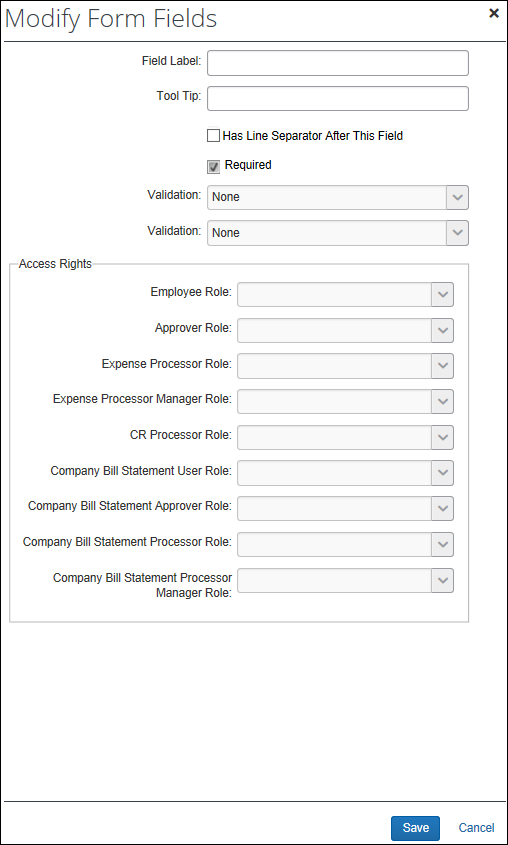 Modify Form Fields
Field Label:
Tool Tip:
Has Line Separator After This Field
Required
Validation: None
Validation: None
Access Rights
Employee Role:
Approver Role:
Expense Processor Role:
Expense Processor Manager Role:
CR Processor Role:
Company Bill Statement User Role:
Company Bill Statement Approver Role:
Company Bill Statement Processor Role:
Company Bill Statement Processor
Manager Role:
Save Cancel